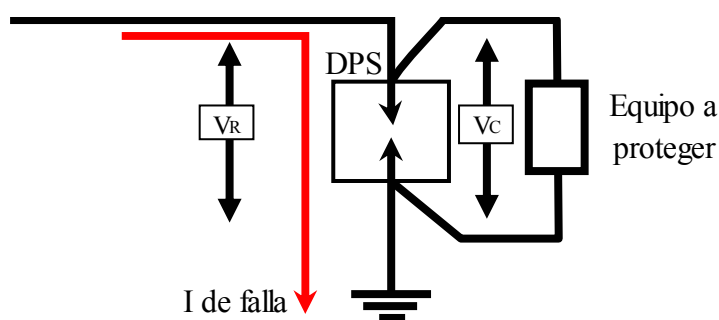 DPS
VR
VC
Equipo a
proteger
I de falla